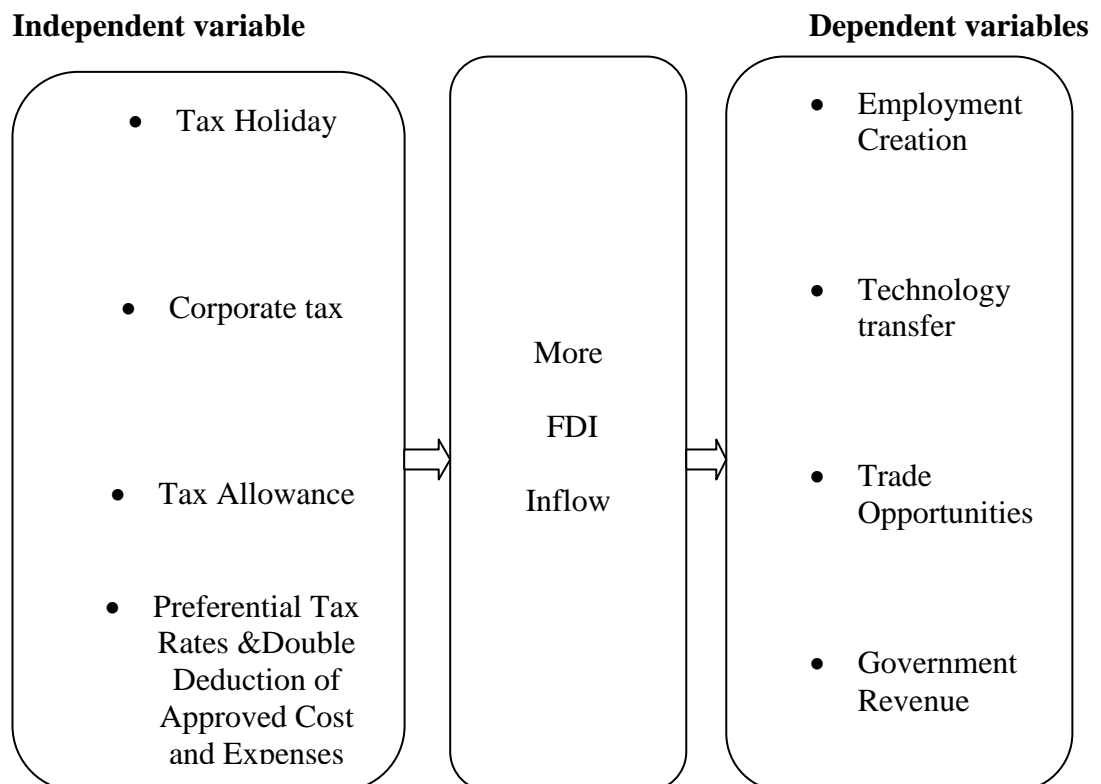 Independent variable
Dependent variables
• Tax Holiday
• Corporate tax
• Tax Allowance
• Preferential Tax
Rates &Double
Deduction of
Approved Cost
and Expenses
More
FDI
Inflow
• Employment
Creation
• Technology
transfer
• Trade
Opportunities
• Government
Revenue